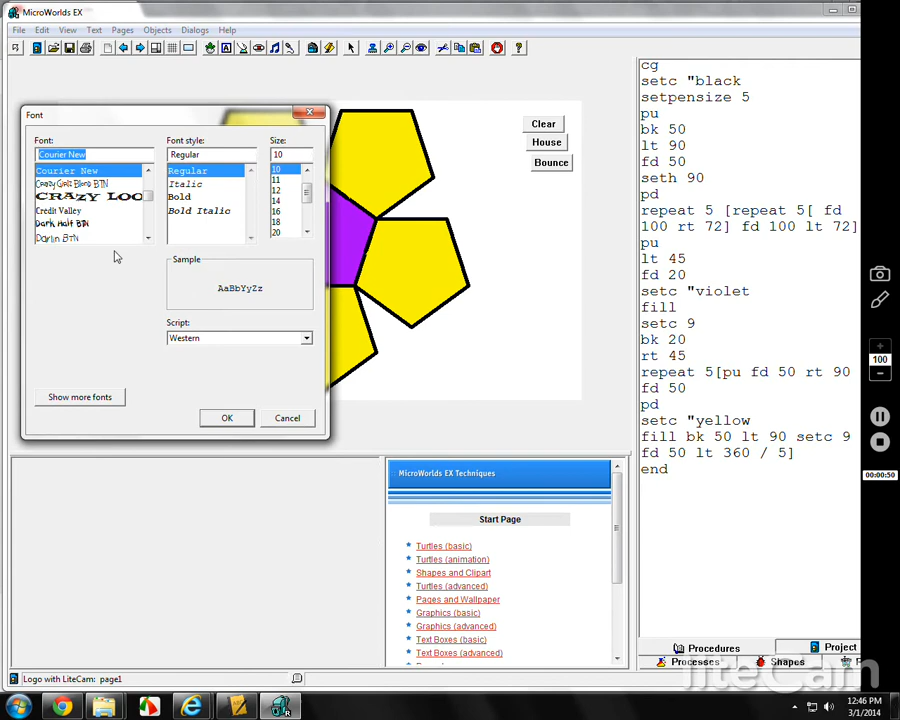 MicroWorlds EX
File Edit View Text Pages Objects Dialogs Help
Font
Font: Font style: Size:
Courier New Regular 10
Courier New Regular 10
Crazy Girlz Blond BTN Italic 11
CRAZY LOO Bold 12
Credit Valley Bold Italic 14
Dark Half BTN 16
Darlin BTN 18
20
Sample
AaBbYyZz
Script:
Western
Show more fonts
OK Cancel
Clear
House
Bounce
cg
setc "black
setpensize 5
pu
bk 50
lt 90
fd 50
seth 90
pd
repeat 5 [repeat 5[ fd
100 rt 72] fd 100 lt 72]
pu
lt 45
fd 20
setc "violet
fill
setc 9
bk 20
rt 45
repeat 5[pu fd 50 rt 90
fd 50
pd
setc "yellow
fill bk 50 lt 90 setc 9
fd 50 lt 360 / 5]
end
MicroWorlds EX Techniques
Start Page
Turtles (basic)
Turtles (animation)
Shapes and Clipart
Turtles (advanced)
Pages and Wallpaper
Graphics (basic)
Graphics (advanced)
Text Boxes (basic)
Text Boxes (advanced)
Procedures Project
Processes Shapes
Logo with LiteCam: page1
100
00:00:50
liteCam
12:46 PM
3/1/2014